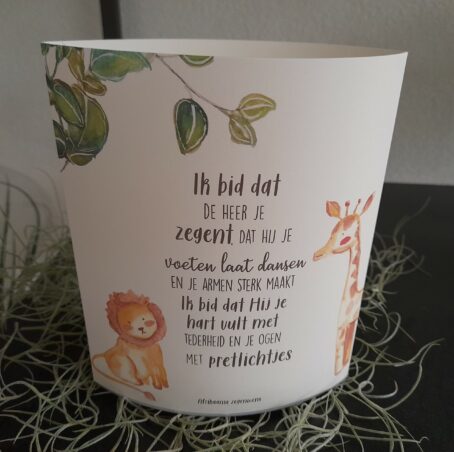 Ik bid dat
DE HEER JE
zegent, DAT HIJ JE
voeten laat dansen
EN JE ARMEN STERK MAAKT
Ik bid dat Hij je
hart vult met
TEDERHEID EN JE OGEN
MET pretlichtjes